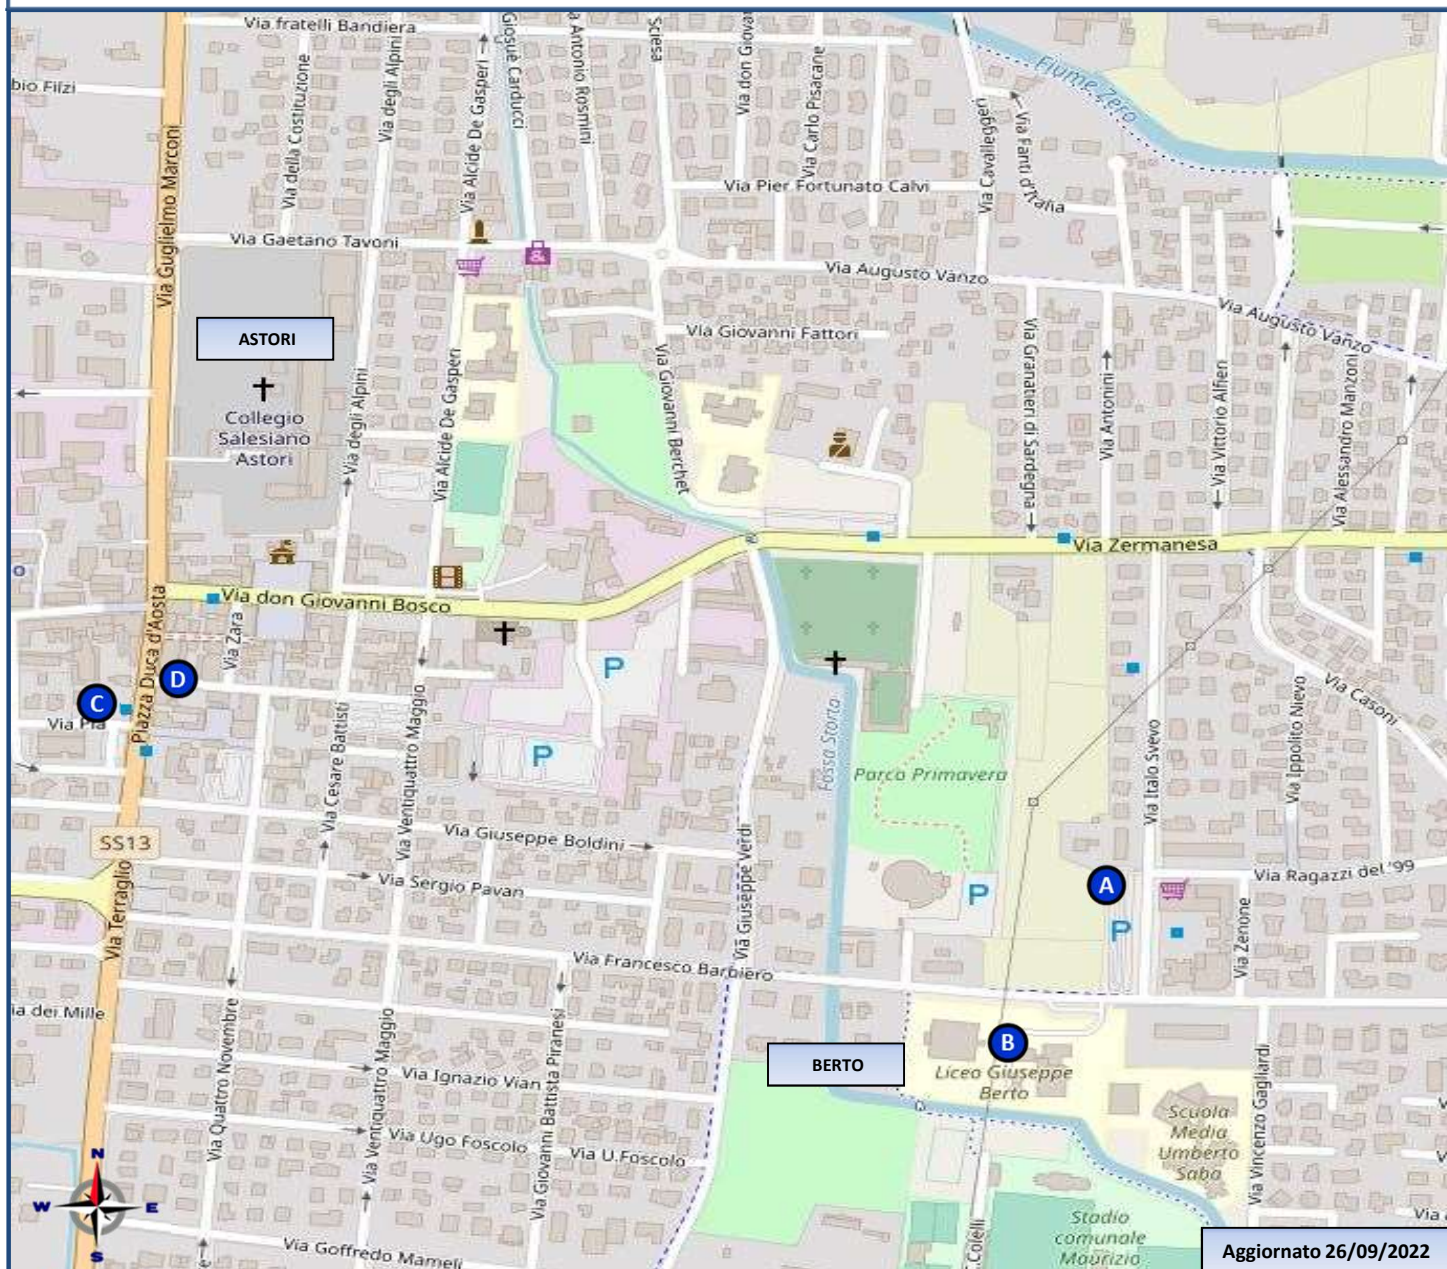 Via fratelli Bandiera
Giosuè Carducci
a Antonio Rosmini
Sciesa
Via don Giovan
Via Carlo Pisacane
Fiume Zero
bio Filzi
Via della Costituzione
Via degli Alpini
Via Alcide De Gasperi
Via Cavalleggeri
Via Fanti d'Italia
Via Guglielmo Marconi
Via Pier Fortunato Calvi
Via Gaetano Tavoni
&
Via Augusto Vanzo
Via Augusto Vanzo
ASTORI
Via Giovanni Fattori
Collegio
Salesiano
Astori
Via degli Alpini
Via Alcide De Gasperi
Via Giovanni Berchet
Via Granatieri di Sardegna
Via Antonini
Via Vittorio Alfieri
Via Alessandro Manzoni
Via Zermanesa
o
Via don Giovanni Bosco
Via Zara
Piazza Duca d'Aosta
D
C
Via Pia
P
P
Via Cesare Battisti
Via Ventiquattro Maggio
Fossa Storta
Parco Primavera
Via Italo Svevo
Via Ippolito Nievo
Via Casoni
SS13
Via Giuseppe Boldini
Via Sergio Pavan
Via Giuseppe Verdi
P
A
P
Via Ragazzi del '99
Via Zenone
Via Terraglio
Via Francesco Barbiero
ia dei Mille
Via Quattro Novembre
Via Ventiquattro Maggio
Via Giovanni Battista Piranesi
BERTO
B
Liceo Giuseppe
Berto
Via Ignazio Vian
Via Ugo Foscolo
Via U.Foscolo
Scuola
Media
Umberto
Saba
Via Vincenzo Gagliardi
V
V
N
W
E
S
Via Goffredo Mameli
.Colelli
Stadio
comunale
Maurizio
Via
Aggiornato 26/09/2022